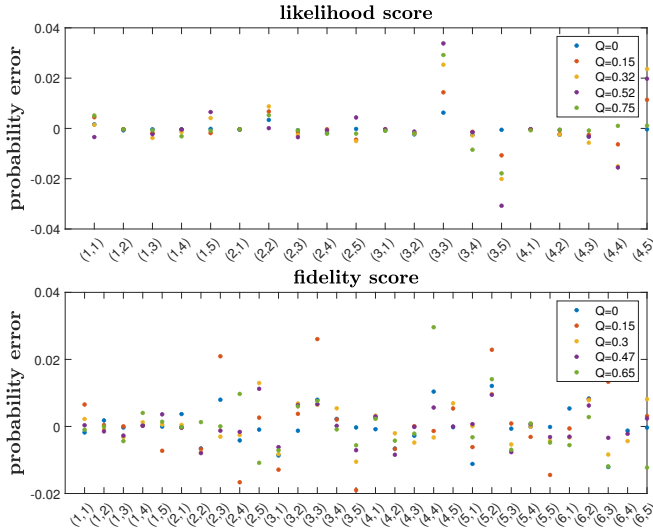 likelihood score
probability error
0.04
0.02
0
-0.02
-0.04
Q=0
Q=0.15
Q=0.32
Q=0.52
Q=0.75
(1,1) (1,2) (1,3) (1,4) (1,5) (2,1) (2,2) (2,3) (2,4) (2,5) (3,1) (3,2) (3,3) (3,4) (3,5) (4,1) (4,2) (4,3) (4,4) (4,5)
fidelity score
probability error
0.04
0.02
0
-0.02
Q=0
Q=0.15
Q=0.3
Q=0.47
Q=0.65
(1,1) (1,2) (1,3) (1,4) (1,5) (2,1) (2,2) (2,3) (2,4) (2,5) (3,1) (3,2) (3,3) (3,4) (3,5) (4,1) (4,2) (4,3) (4,4) (4,5) (5,1) (5,2) (5,3) (5,4) (5,5) (6,1) (6,2) (6,3) (6,4) (6,5)